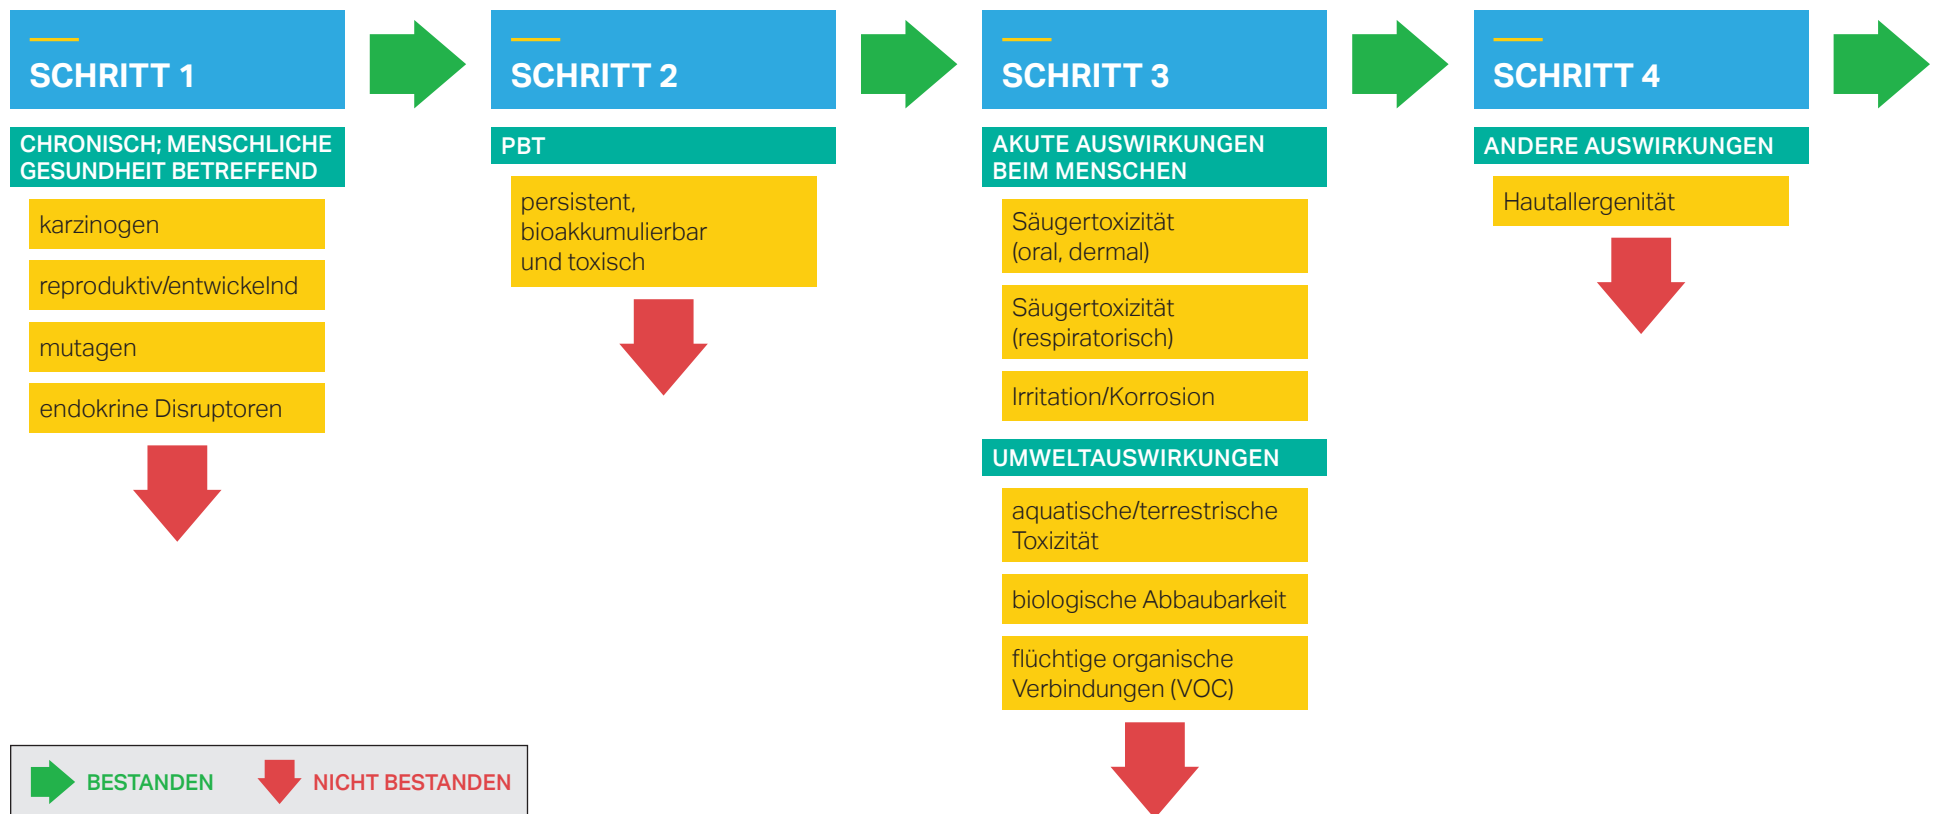 SCHRITT 1
CHRONISCH; MENSCHLICHE
GESUNDHEIT BETREFFEND
karzinogen
reproduktiv/entwickelnd
mutagen
endokrine Disruptoren
SCHRITT 2
PBT
persistent,
bioakkumulierbar
und toxisch
SCHRITT 3
AKUTE AUSWIRKUNGEN
BEIM MENSCHEN
Säugertoxizität
(oral, dermal)
Säugertoxizität
(respiratorisch)
Irritation/Korrosion
UMWELTAUSWIRKUNGEN
aquatische/terrestrische
Toxizität
biologische Abbaubarkeit
flüchtige organische
Verbindungen (VOC)
SCHRITT 4
ANDERE AUSWIRKUNGEN
Hautallergenität
BESTANDEN
NICHT BESTANDEN